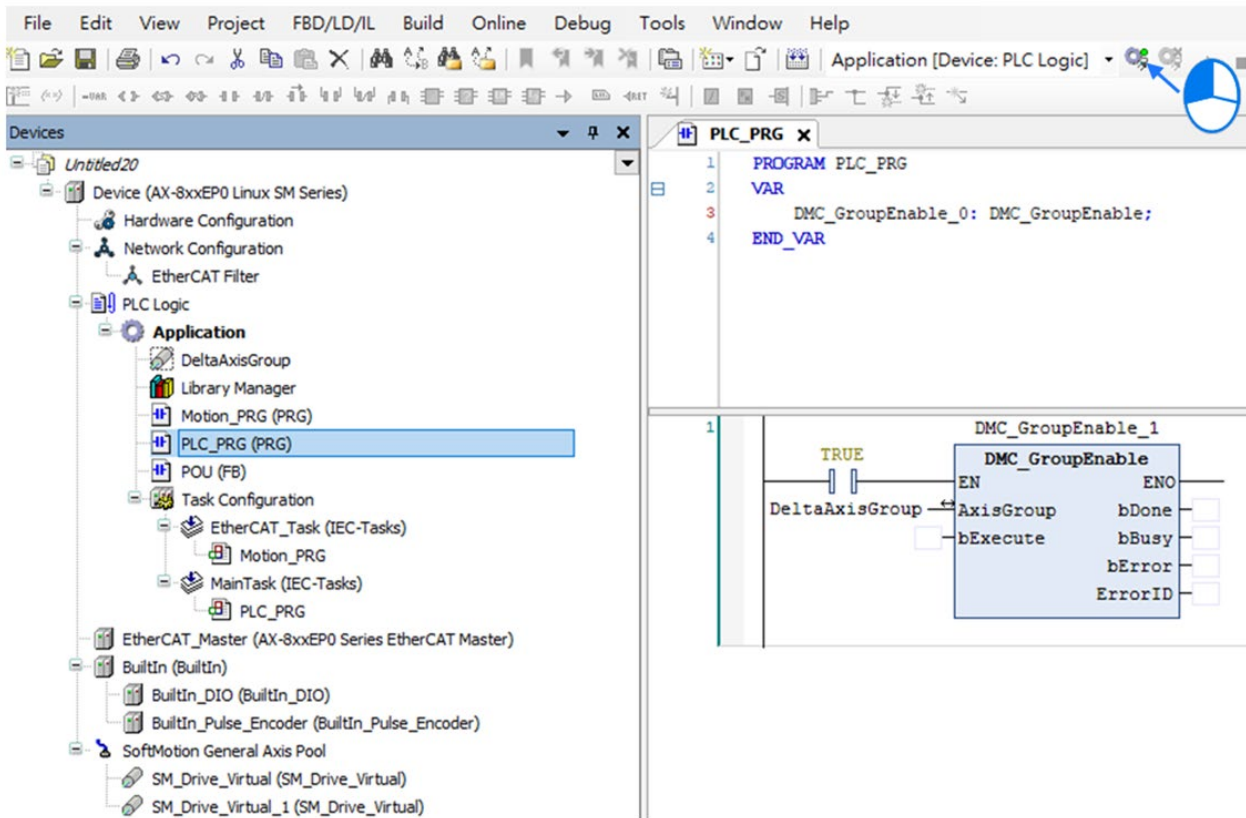 File Edit View Project FBD/LD/IL Build Online Debug Tools Window Help
Application [Device: PLC Logic]
Devices
Untitled20
Device (AX-8xxEP0 Linux SM Series)
Hardware Configuration
Network Configuration
EtherCAT Filter
PLC Logic
Application
DeltaAxisGroup
Library Manager
Motion_PRG (PRG)
PLC_PRG (PRG)
POU (FB)
Task Configuration
EtherCAT_Task (IEC-Tasks)
Motion_PRG
MainTask (IEC-Tasks)
PLC_PRG
EtherCAT_Master (AX-8xxEP0 Series EtherCAT Master)
BuiltIn (BuiltIn)
BuiltIn_DIO (BuiltIn_DIO)
BuiltIn_Pulse_Encoder (BuiltIn_Pulse_Encoder)
SoftMotion General Axis Pool
SM_Drive_Virtual (SM_Drive_Virtual)
SM_Drive_Virtual_1 (SM_Drive_Virtual)
PLC_PRG
1 PROGRAM PLC_PRG
2 VAR
3 DMC_GroupEnable_0: DMC_GroupEnable;
4 END_VAR
1
DMC_GroupEnable_1
TRUE
DMC_GroupEnable
EN ENO
DeltaAxisGroup AxisGroup bDone
bExecute bBusy
bError
ErrorID